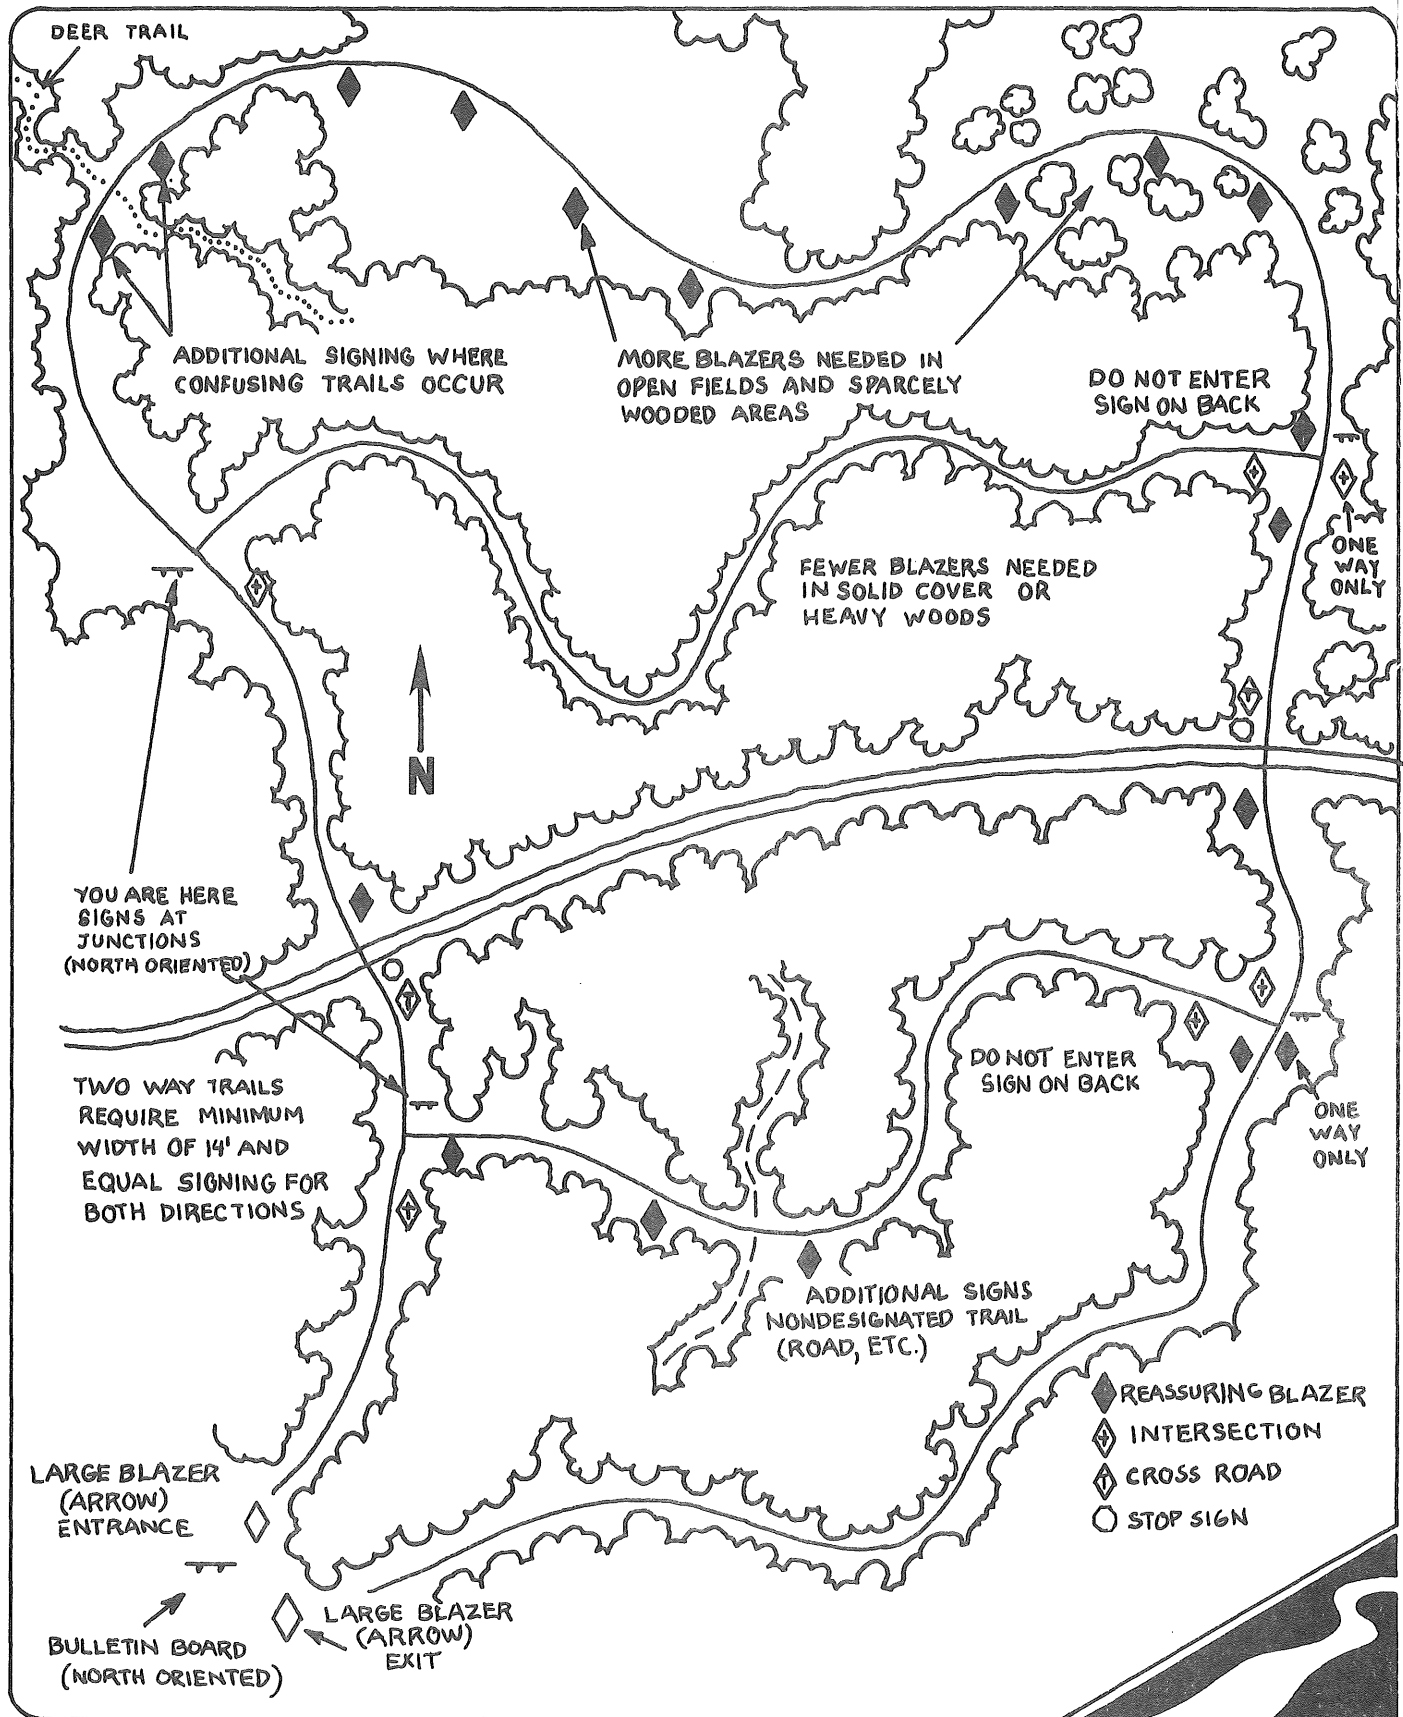 DEER TRAIL
ADDITIONAL SIGNING WHERE
CONFUSING TRAILS OCCUR
MORE BLAZERS NEEDED IN
OPEN FIELDS AND SPARCELY
WOODED AREAS
DO NOT ENTER
SIGN ON BACK
ONE
WAY
ONLY
FEWER BLAZERS NEEDED
IN SOLID COVER OR
HEAVY WOODS
N
YOU ARE HERE
SIGNS AT
JUNCTIONS
(NORTH ORIENTED)
TWO WAY TRAILS
REQUIRE MINIMUM
WIDTH OF 14' AND
EQUAL SIGNING FOR
BOTH DIRECTIONS
DO NOT ENTER
SIGN ON BACK
ONE
WAY
ONLY
ADDITIONAL SIGNS
NONDESIGNATED TRAIL
(ROAD, ETC.)
REASSURING BLAZER
INTERSECTION
CROSS ROAD
STOP SIGN
LARGE BLAZER
(ARROW)
ENTRANCE
LARGE BLAZER
(ARROW)
EXIT
BULLETIN BOARD
(NORTH ORIENTED)